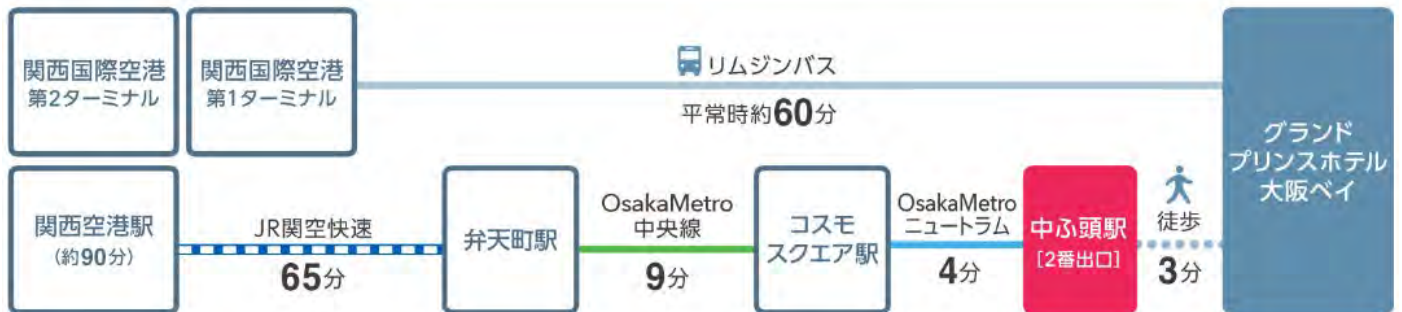 関西国際空港
第2ターミナル
関西国際空港
第1ターミナル
リムジンバス
平常時約60分
グランド
プリンスホテル
大阪ベイ
関西空港駅
(約90分)
JR関空快速
65分
弁天町駅
OsakaMetro
中央線
9分
コスモ
スクエア駅
OsakaMetro
ニュートラム
4分
中ふ頭駅
[2番出口]
徒歩
3分